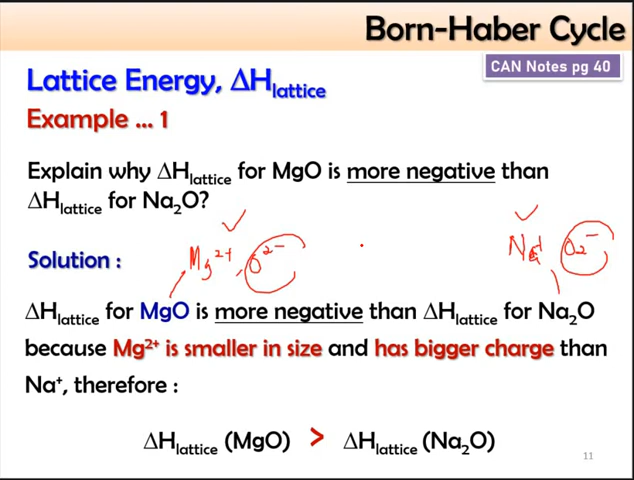 Born-Haber Cycle
CAN Notes pg 40
Lattice Energy, ΔHlattice
Example ... 1
Explain why ΔHlattice for MgO is more negative than
ΔHlattice for Na2O?
Mg2+ O2- Na+ O2-
Solution :
ΔHlattice for MgO is more negative than ΔHlattice for Na2O
because Mg2+ is smaller in size and has bigger charge than
Na+, therefore :
ΔHlattice (MgO) > ΔHlattice (Na2O)
11